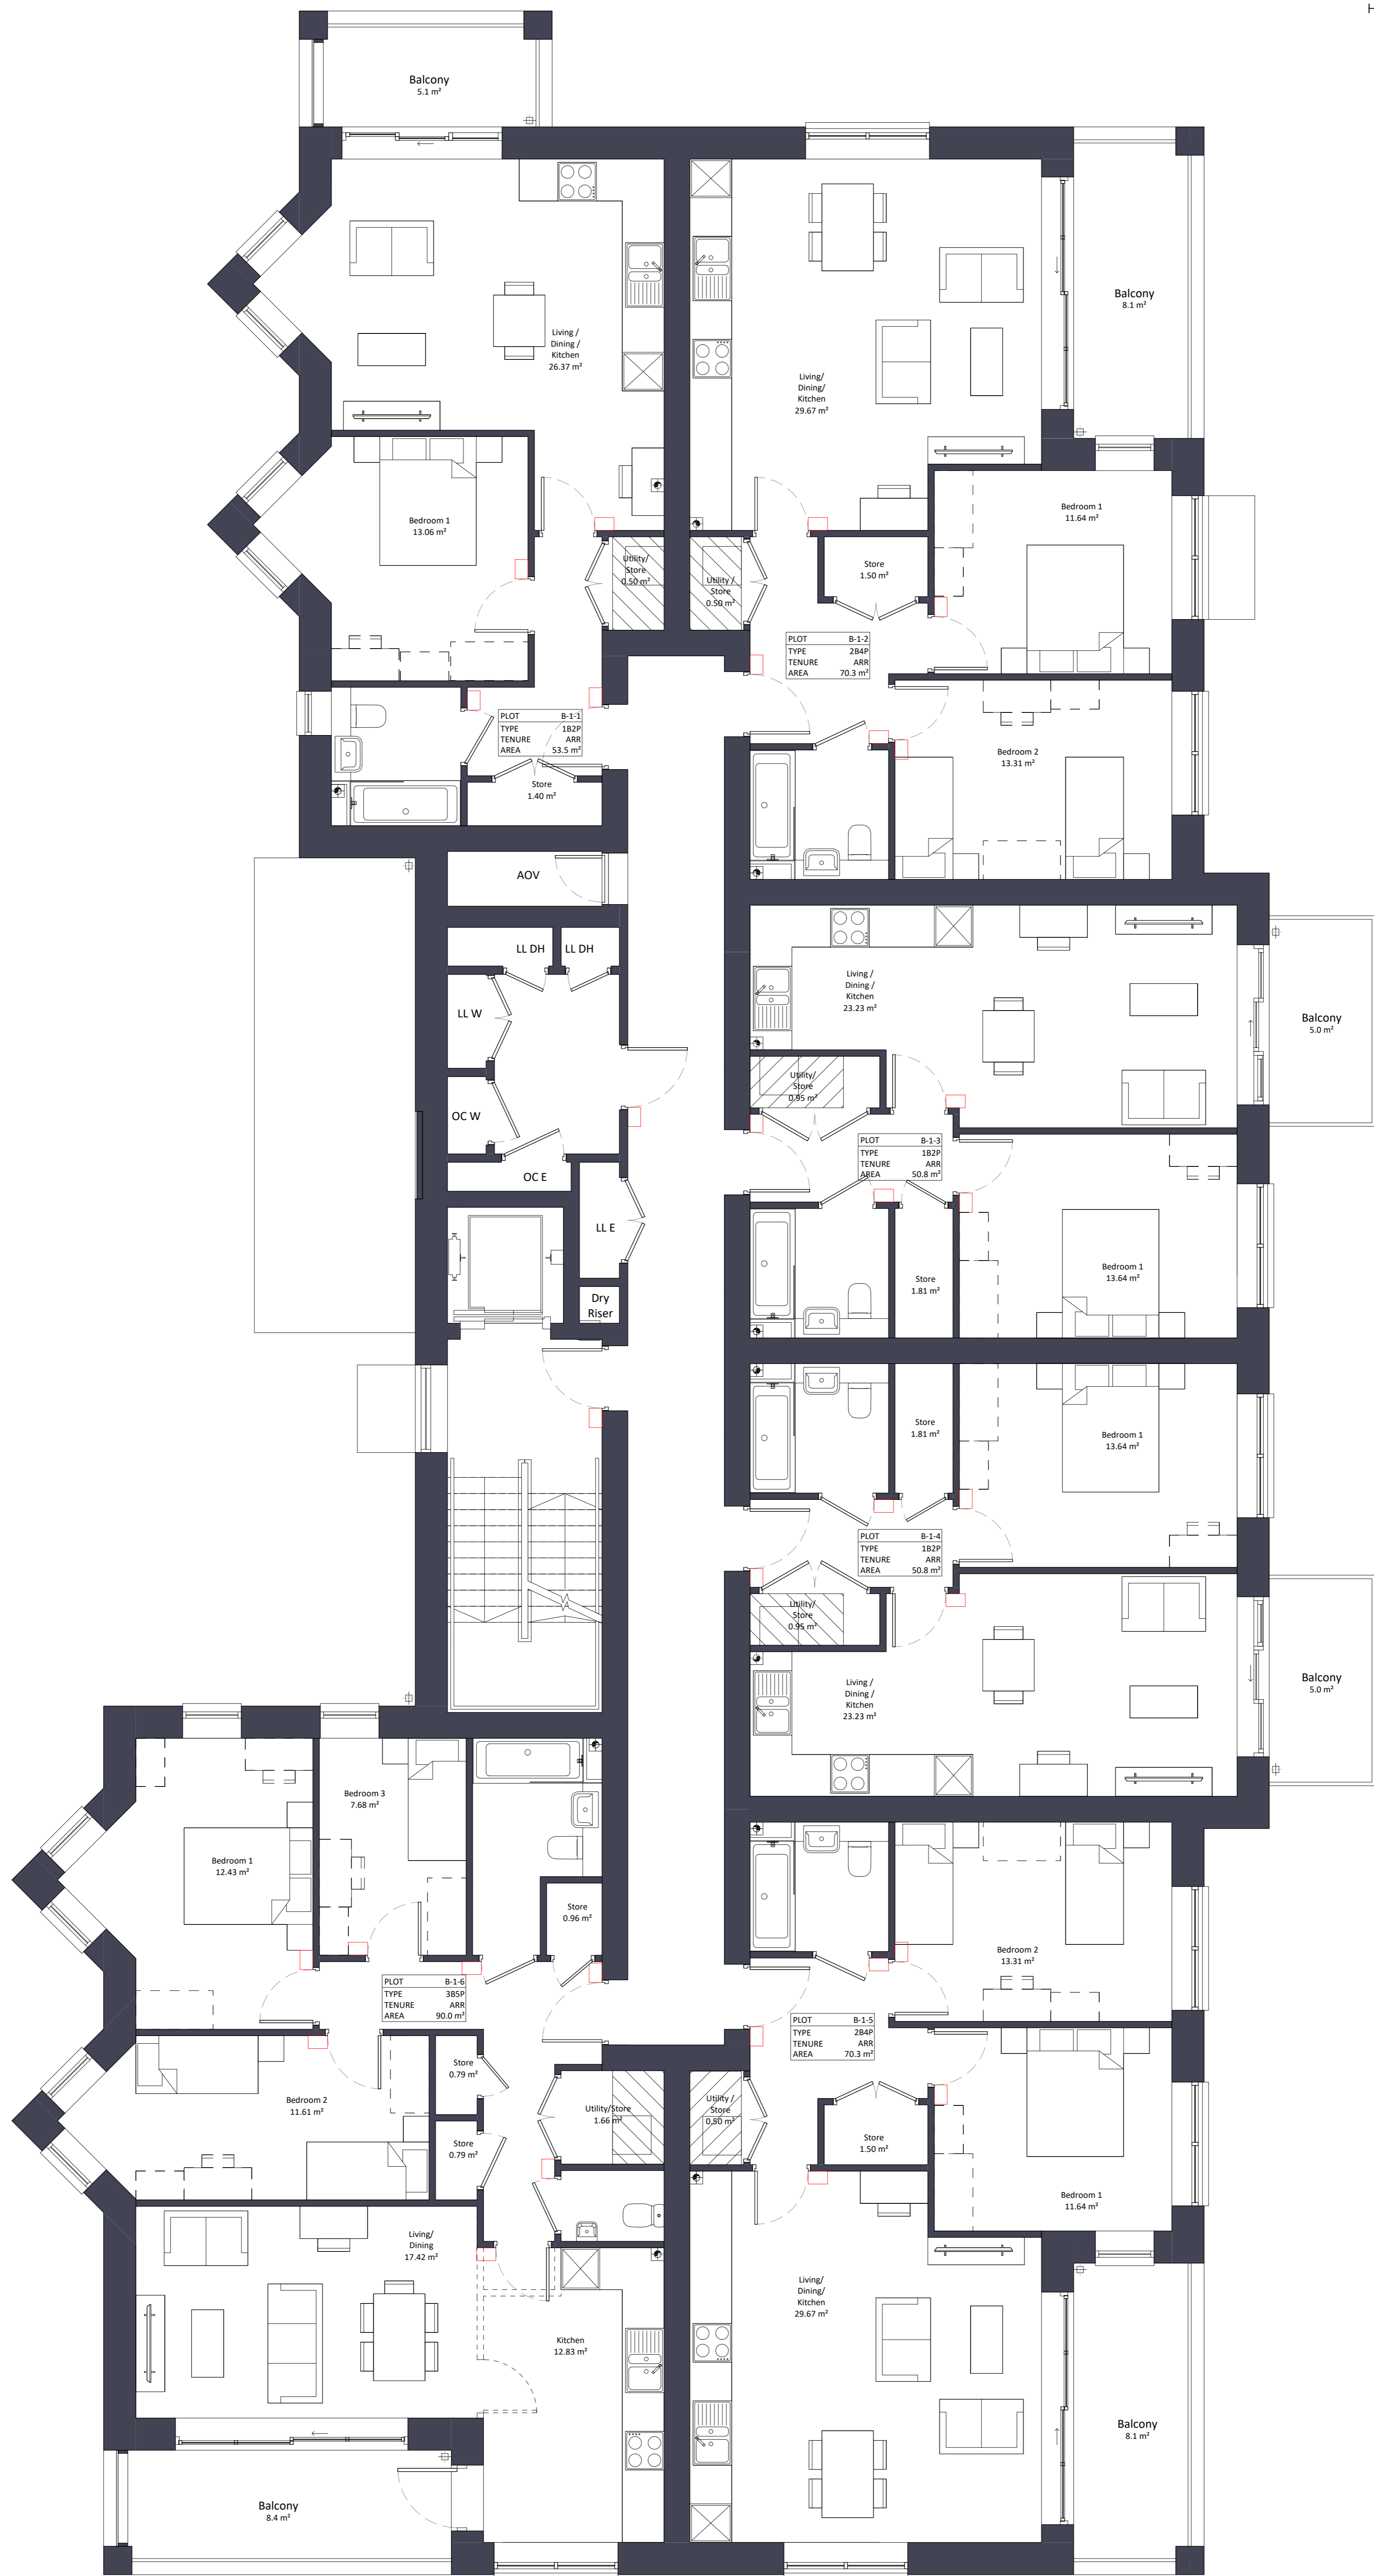 H
Balcony
5.1 m²
Living /
Dining /
Kitchen
26.37 m²
Living/
Dining/
Kitchen
29.67 m²
Balcony
8.1 m²
Bedroom 1
13.06 m²
Bedroom 1
11.64 m²
Utility/
Store
0.50 m²
Utility /
Store
0.50 m²
Store
1.50 m²
PLOT B-1-2
TYPE 2B4P
TENURE ARR
AREA 70.3 m²
PLOT B-1-1
TYPE 1B2P
TENURE ARR
AREA 53.5 m²
Store
1.40 m²
Bedroom 2
13.31 m²
AOV
LL DH
LL DH
LL W
OC W
OC E
LL E
Dry
Riser
Living /
Dining /
Kitchen
23.23 m²
Balcony
5.0 m²
Utility/
Store
0.95 m²
PLOT B-1-3
TYPE 1B2P
TENURE ARR
AREA 50.8 m²
Store
1.81 m²
Bedroom 1
13.64 m²
Store
1.81 m²
Bedroom 1
13.64 m²
PLOT B-1-4
TYPE 1B2P
TENURE ARR
AREA 50.8 m²
Utility/
Store
0.95 m²
Living /
Dining /
Kitchen
23.23 m²
Balcony
5.0 m²
Bedroom 3
7.68 m²
Bedroom 1
12.43 m²
Store
0.96 m²
Bedroom 2
13.31 m²
PLOT B-1-6
TYPE 3B5P
TENURE ARR
AREA 90.0 m²
PLOT B-1-5
TYPE 2B4P
TENURE ARR
AREA 70.3 m²
Store
0.79 m²
Bedroom 2
11.61 m²
Utility/Store
1.66 m²
Utility /
Store
0.50 m²
Store
0.79 m²
Store
1.50 m²
Bedroom 1
11.64 m²
Living/
Dining
17.42 m²
Living/
Dining/
Kitchen
29.67 m²
Kitchen
12.83 m²
Balcony
8.4 m²
Balcony
8.1 m²